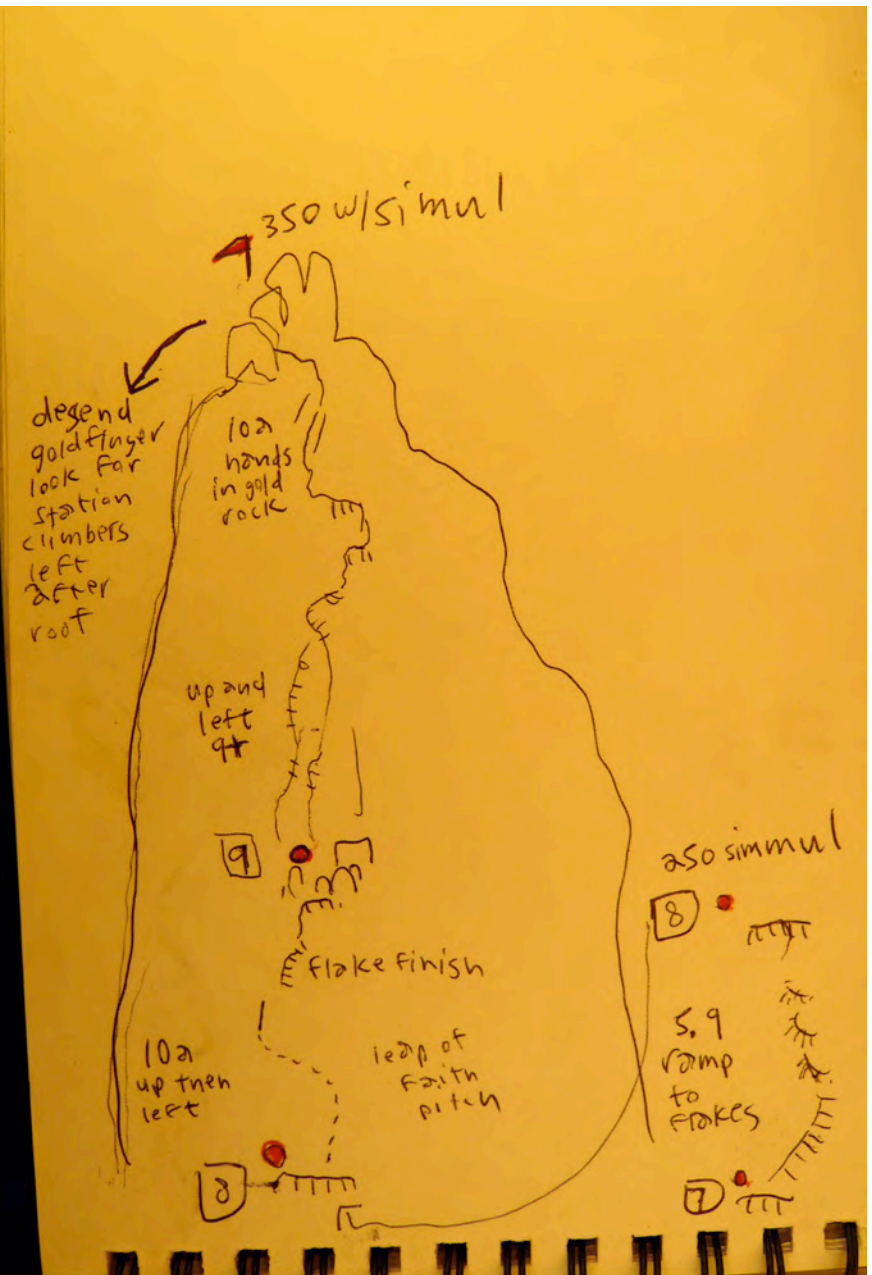 350 w/simul
desend
goldfinger
look for
station
climbers
left
after
roof
10a
hands
in gold
rock
up and
left
9+
9
250 simmul
8
flake finish
5.9
ramp
to
flakes
10a
up then
left
leap of
faith
pitch
8
7